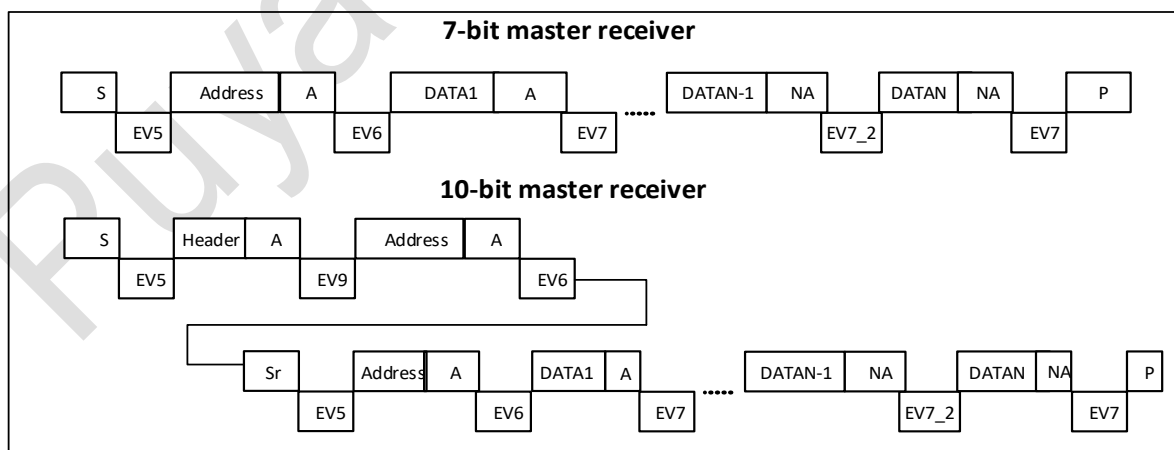 7-bit master receiver
S Address A DATA1 A ..... DATAN-1 NA DATAN NA P
EV5 EV6 EV7 EV7_2 EV7
10-bit master receiver
S Header A Address A
EV5 EV9 EV6
Sr Address A DATA1 A ..... DATAN-1 NA DATAN NA P
EV5 EV6 EV7 EV7_2 EV7
Puya